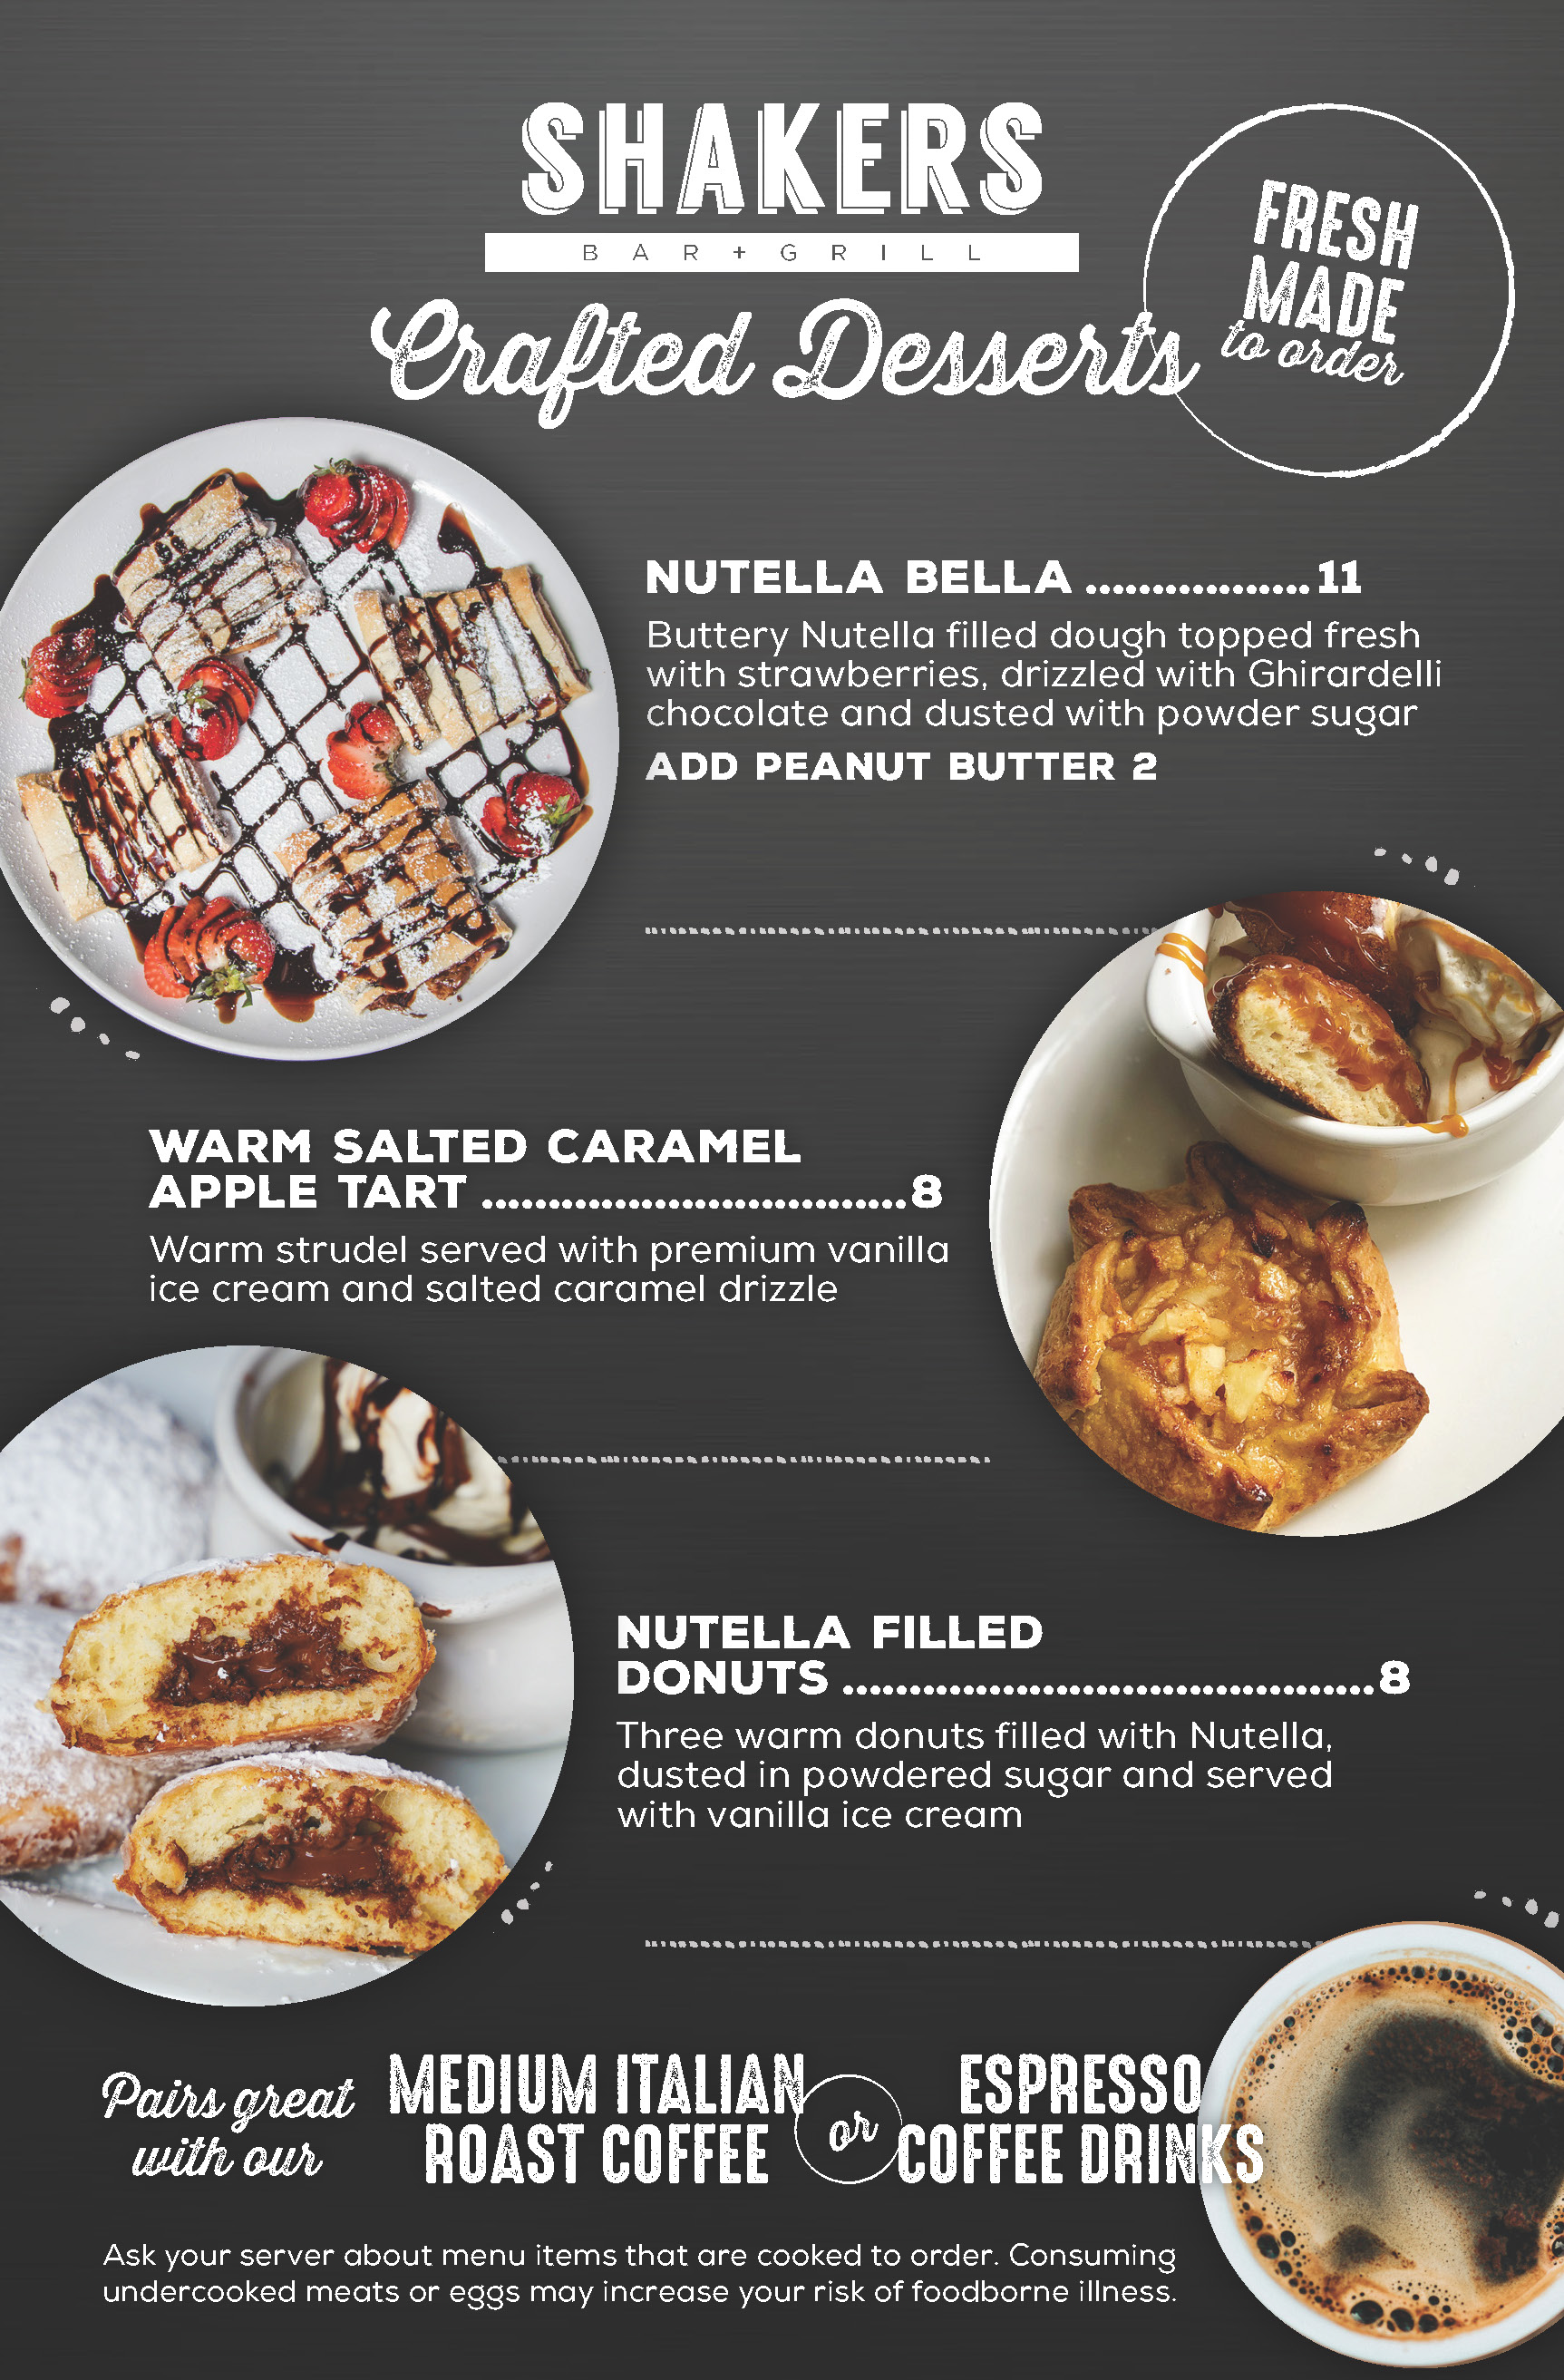 SHAKERS
BAR + GRILL
Crafted Desserts
FRESH
MADE
to order
NUTELLA BELLA .................11
Buttery Nutella filled dough topped fresh
with strawberries, drizzled with Ghirardelli
chocolate and dusted with powder sugar
ADD PEANUT BUTTER 2
WARM SALTED CARAMEL
APPLE TART ................................8
Warm strudel served with premium vanilla
ice cream and salted caramel drizzle
NUTELLA FILLED
DONUTS ........................................8
Three warm donuts filled with Nutella,
dusted in powdered sugar and served
with vanilla ice cream
Pairs great
with our
MEDIUM ITALIAN
ROAST COFFEE
or
ESPRESSO
COFFEE DRINKS
Ask your server about menu items that are cooked to order. Consuming
undercooked meats or eggs may increase your risk of foodborne illness.